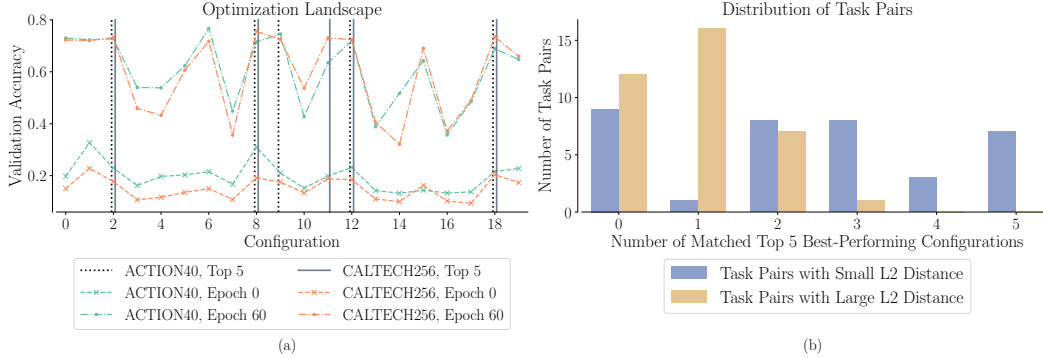 Optimization Landscape
Validation Accuracy
0.8
0.6
0.4
0.2
0 2 4 6 8 10 12 14 16 18
Configuration
ACTION40, Top 5
CALTECH256, Top 5
ACTION40, Epoch 0
CALTECH256, Epoch 0
ACTION40, Epoch 60
CALTECH256, Epoch 60
(a)
Distribution of Task Pairs
Number of Task Pairs
15
10
5
0
0 1 2 3 4 5
Number of Matched Top 5 Best-Performing Configurations
Task Pairs with Small L2 Distance
Task Pairs with Large L2 Distance
(b)